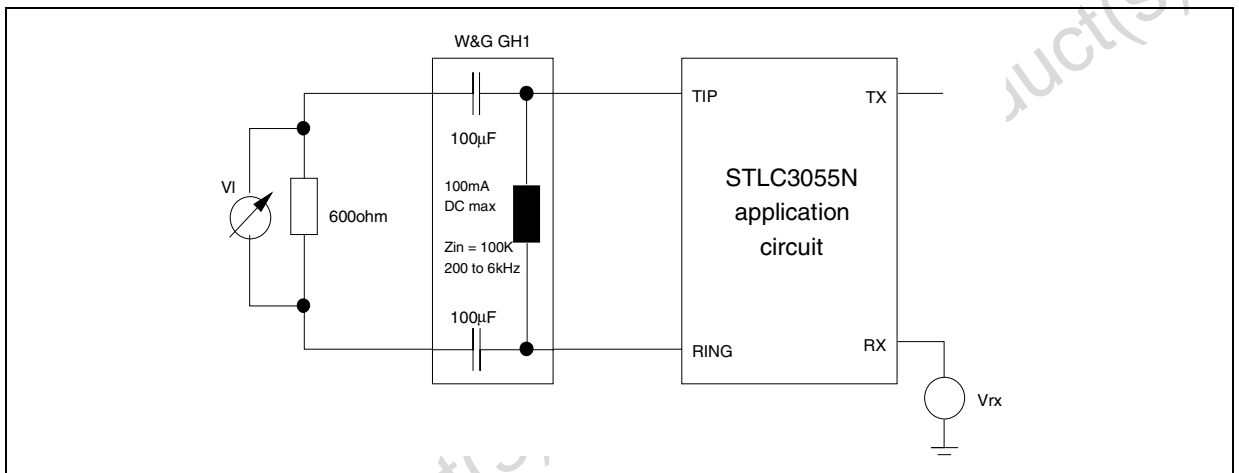 W&G GH1
TIP
TX
100μF
VI
600ohm
100mA
DC max
Zin = 100K
200 to 6kHz
STLC3055N
application
circuit
100μF
RING
RX
Vrx